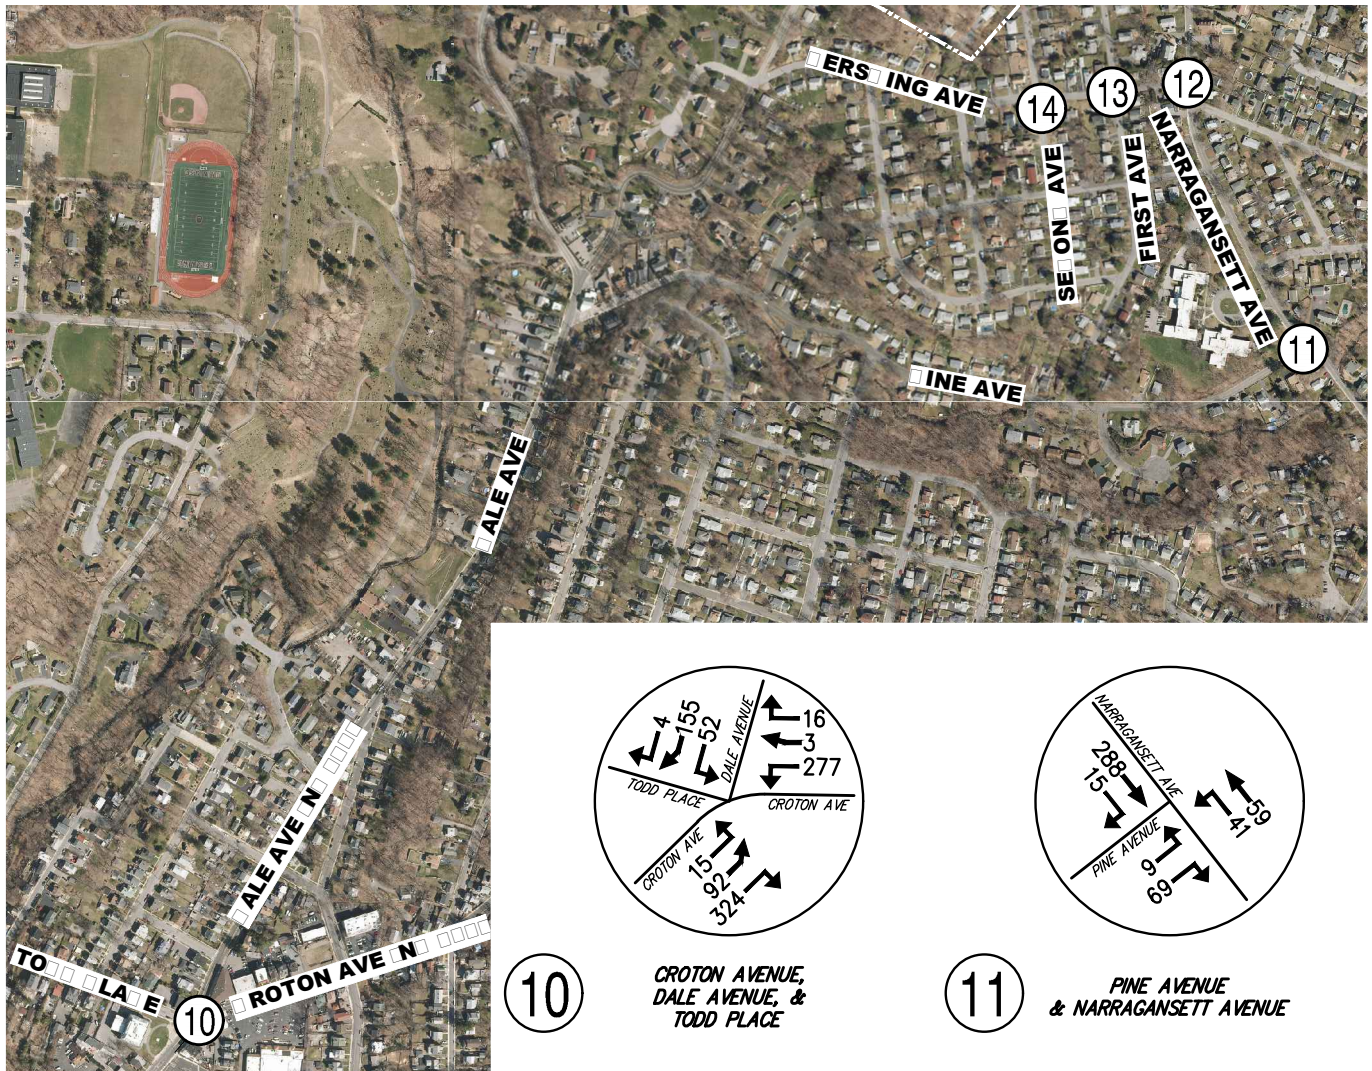 □ERS□ING AVE
14
13
12
SE□ON□ AVE
FIRST AVE
NARRAGANSETT AVE
11
□INE AVE
□ALE AVE
□ALE AVE □N□ □□□□
TO□□ □LA□E
10
□ROTON AVE □N□ □□□□
4
155
52
DALE AVENUE
16
3
277
TODD PLACE
CROTON AVE
CROTON AVE
15
92
324
10
CROTON AVENUE,
DALE AVENUE, &
TODD PLACE
NARRAGANSETT AVE
288
15
59
41
PINE AVENUE
9
69
11
PINE AVENUE
& NARRAGANSETT AVENUE